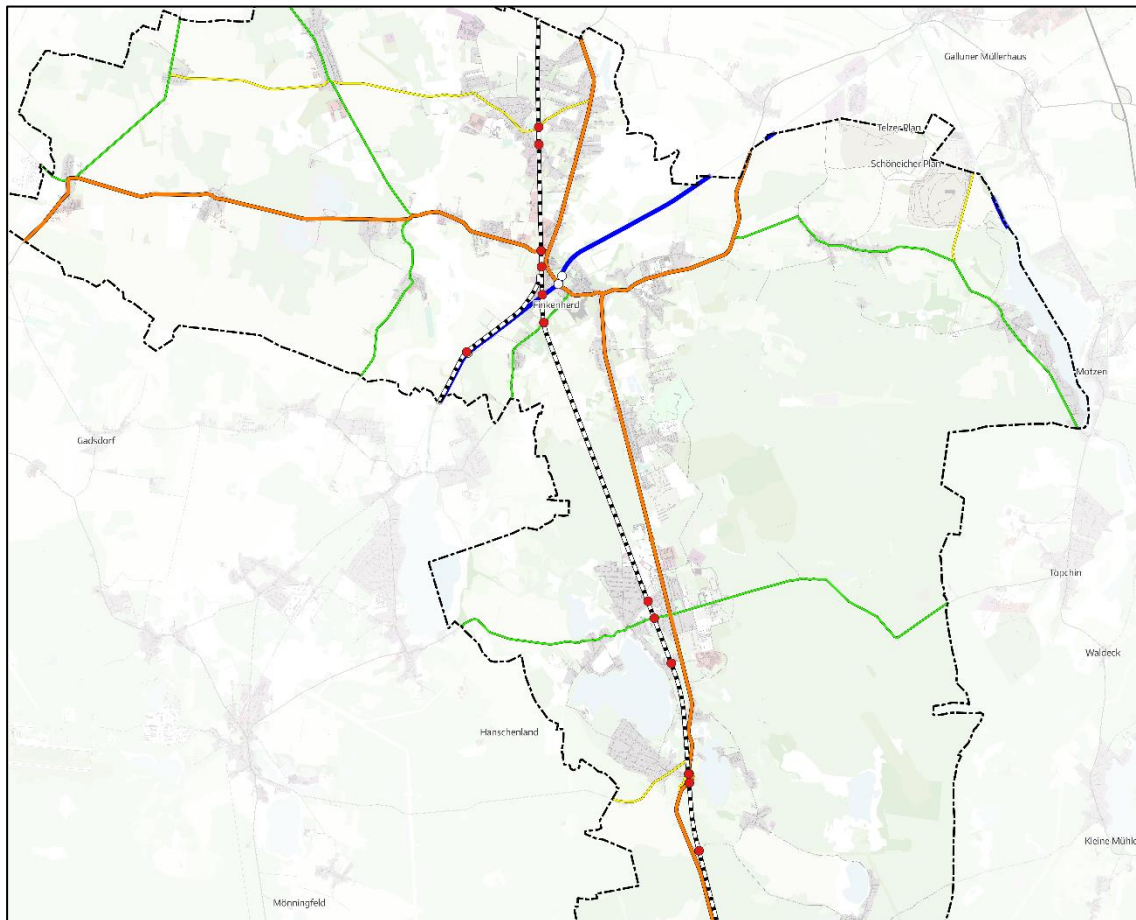 Galluner Müllerhaus
Telzer Plan
Schöneicher Plan
Finkenherd
Motzen
Gadsdorf
Töpchin
Waldeck
Hanschenland
Kleine Mühle
Mönningfeld